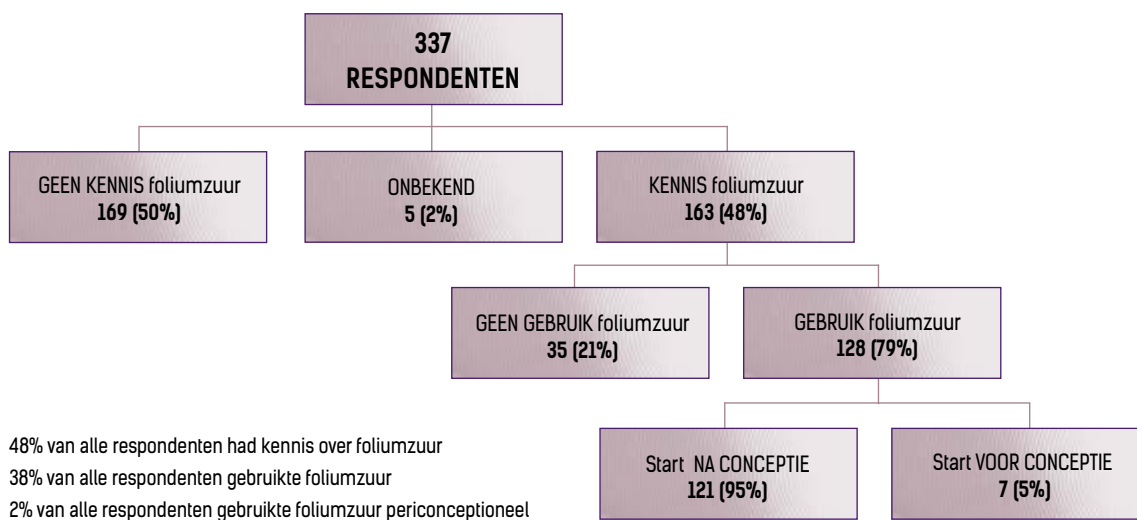 337
RESPONDENTEN
GEEN KENNIS foliumzuur
169 (50%)
ONBEKEND
5 (2%)
KENNIS foliumzuur
163 (48%)
GEEN GEBRUIK foliumzuur
35 (21%)
GEBRUIK foliumzuur
128 (79%)
Start NA CONCEPTIE
121 (95%)
Start VOOR CONCEPTIE
7 (5%)
48% van alle respondenten had kennis over foliumzuur
38% van alle respondenten gebruikte foliumzuur
2% van alle respondenten gebruikte foliumzuur periconceptioneel